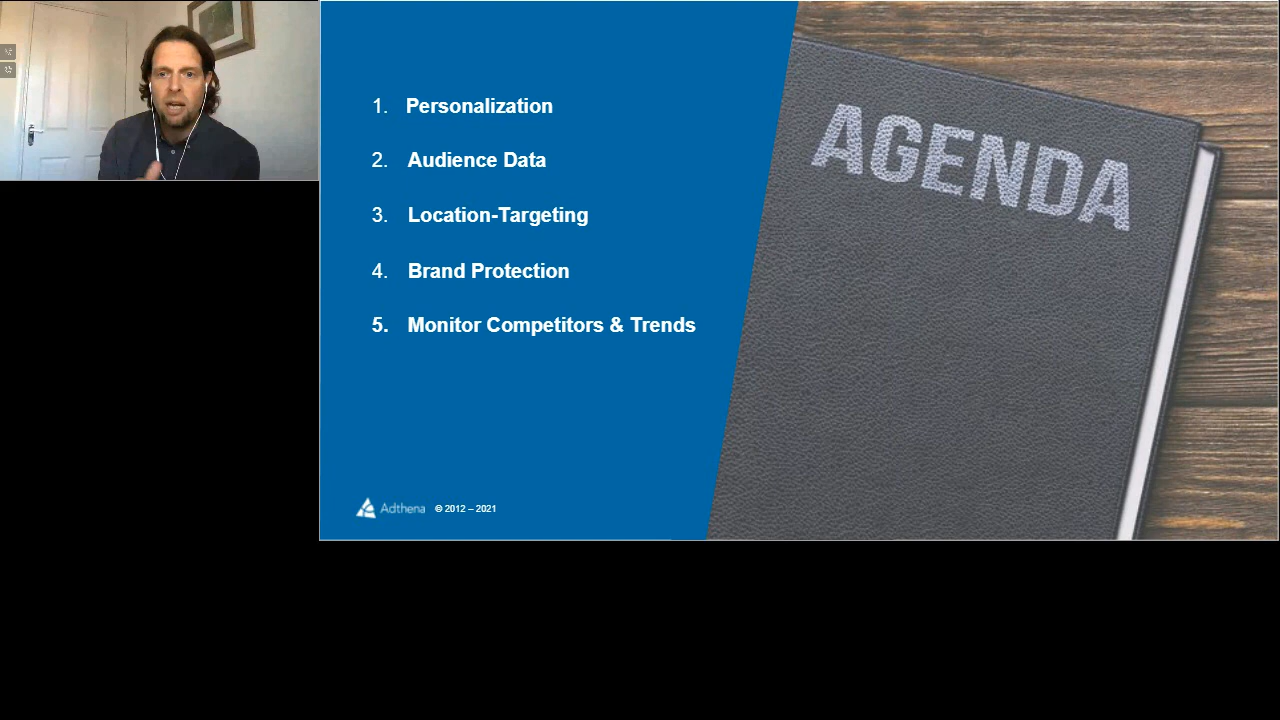 1. Personalization
2. Audience Data
3. Location-Targeting
4. Brand Protection
5. Monitor Competitors & Trends
AGENDA
Adthena © 2012 – 2021